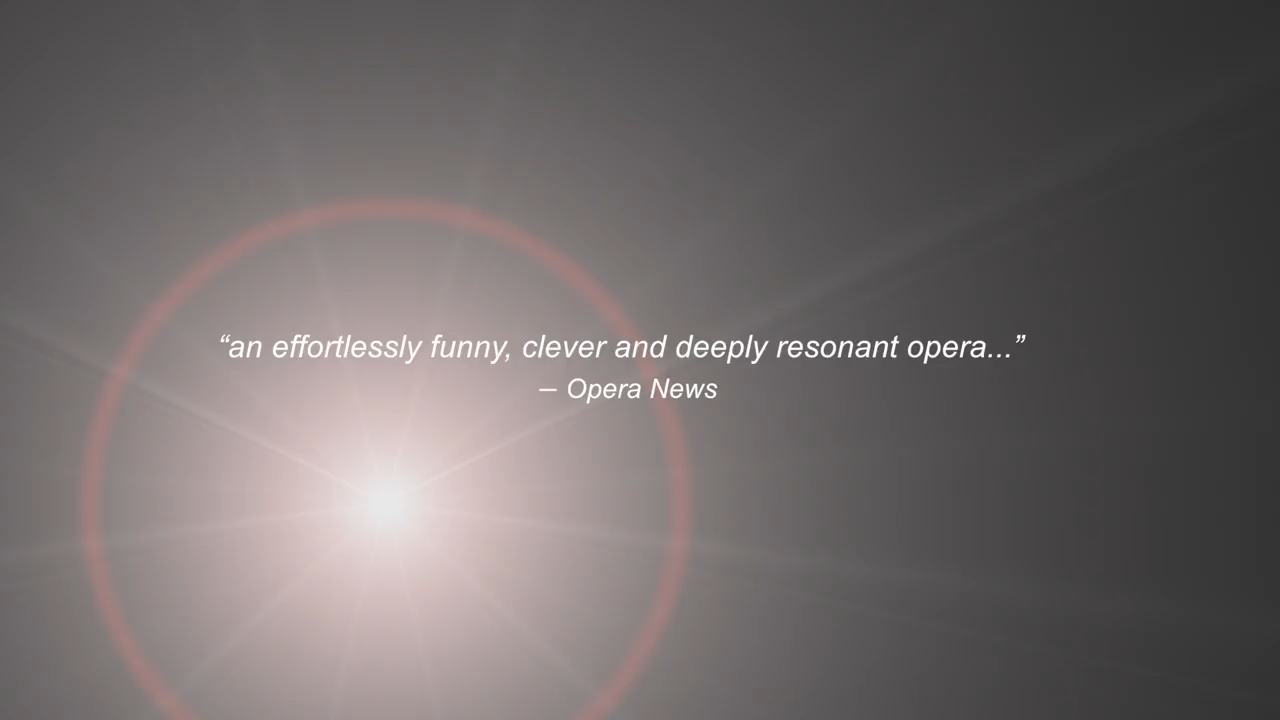 “an effortlessly funny, clever and deeply resonant opera...”
– Opera News